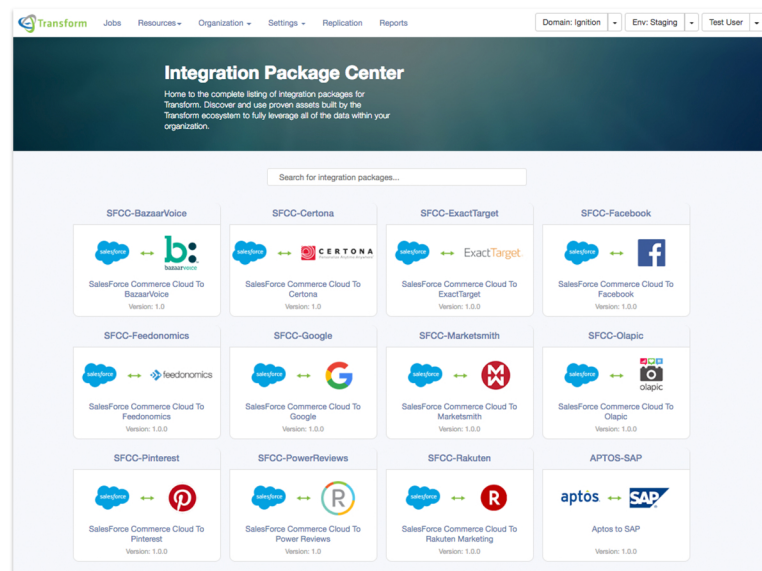 Transform Jobs Resources Organization Settings Replication Reports Domain: Ignition Env: Staging Test User
Integration Package Center
Home to the complete listing of integration packages for
Transform. Discover and use proven assets built by the
Transform ecosystem to fully leverage all of the data within your
organization.
Search for integration packages...
SFCC-BazaarVoice
salesforce b: bazaarvoice
SalesForce Commerce Cloud To
BazaarVoice
Version: 1.0
SFCC-Certona
salesforce CERTONA
SalesForce Commerce Cloud To
Certona
Version: 1.0.0
SFCC-ExactTarget
salesforce ExactTarget
SalesForce Commerce Cloud To
ExactTarget
Version: 1.0.0
SFCC-Facebook
salesforce f
SalesForce Commerce Cloud To
Facebook
Version: 1.0.0
SFCC-Feedonomics
salesforce feedonomics
SalesForce Commerce Cloud To
Feedonomics
Version: 1.0.0
SFCC-Google
salesforce G
SalesForce Commerce Cloud To
Google
Version: 1.0.0
SFCC-Marketsmith
salesforce M
SalesForce Commerce Cloud To
Marketsmith
Version: 1.0.0
SFCC-Olapic
salesforce olapic
SalesForce Commerce Cloud To
Olapic
Version: 1.0.0
SFCC-Pinterest
salesforce
SalesForce Commerce Cloud To
Pinterest
Version: 1.0.0
SFCC-PowerReviews
salesforce R
SalesForce Commerce Cloud To
Power Reviews
Version: 1.0
SFCC-Rakuten
salesforce R
SalesForce Commerce Cloud To
Rakuten Marketing
Version: 1.0.0
APTOS-SAP
aptos SAP
Aptos to SAP
Version: 1.0.0